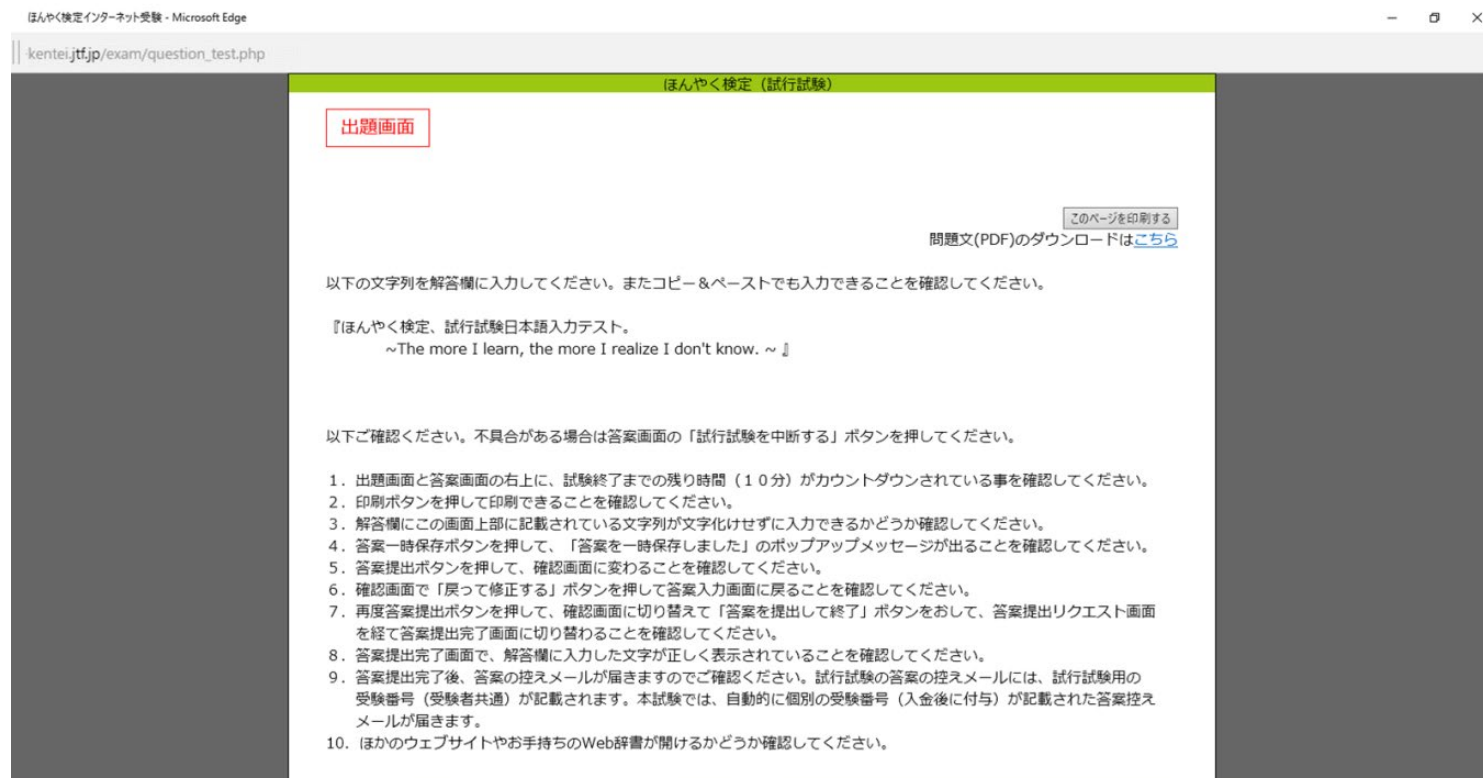 ほんやく検定インターネット受験 - Microsoft Edge
kentei.jtf.jp/exam/question_test.php
ほんやく検定（試行試験）
出題画面
このページを印刷する
問題文(PDF)のダウンロードはこちら
以下の文字列を解答欄に入力してください。またコピー＆ペーストでも入力できることを確認してください。
『ほんやく検定、試行試験日本語入力テスト。
~The more I learn, the more I realize I don't know. ~ 』
以下ご確認ください。不具合がある場合は答案画面の「試行試験を中断する」ボタンを押してください。
1．出題画面と答案画面の右上に、試験終了までの残り時間（１０分）がカウントダウンされている事を確認してください。
2．印刷ボタンを押して印刷できることを確認してください。
3．解答欄にこの画面上部に記載されている文字列が文字化けせずに入力できるかどうか確認してください。
4．答案一時保存ボタンを押して、「答案を一時保存しました」のポップアップメッセージが出ることを確認してください。
5．答案提出ボタンを押して、確認画面に変わることを確認してください。
6．確認画面で「戻って修正する」ボタンを押して答案入力画面に戻ることを確認してください。
7．再度答案提出ボタンを押して、確認画面に切り替えて「答案を提出して終了」ボタンをおして、答案提出リクエスト画面
を経て答案提出完了画面に切り替わることを確認してください。
8．答案提出完了画面で、解答欄に入力した文字が正しく表示されていることを確認してください。
9．答案提出完了後、答案の控えメールが届きますのでご確認ください。試行試験の答案の控えメールには、試行試験用の
受験番号（受験者共通）が記載されます。本試験では、自動的に個別の受験番号（入金後に付与）が記載された答案控え
メールが届きます。
10．ほかのウェブサイトやお手持ちのWeb辞書が開けるかどうか確認してください。